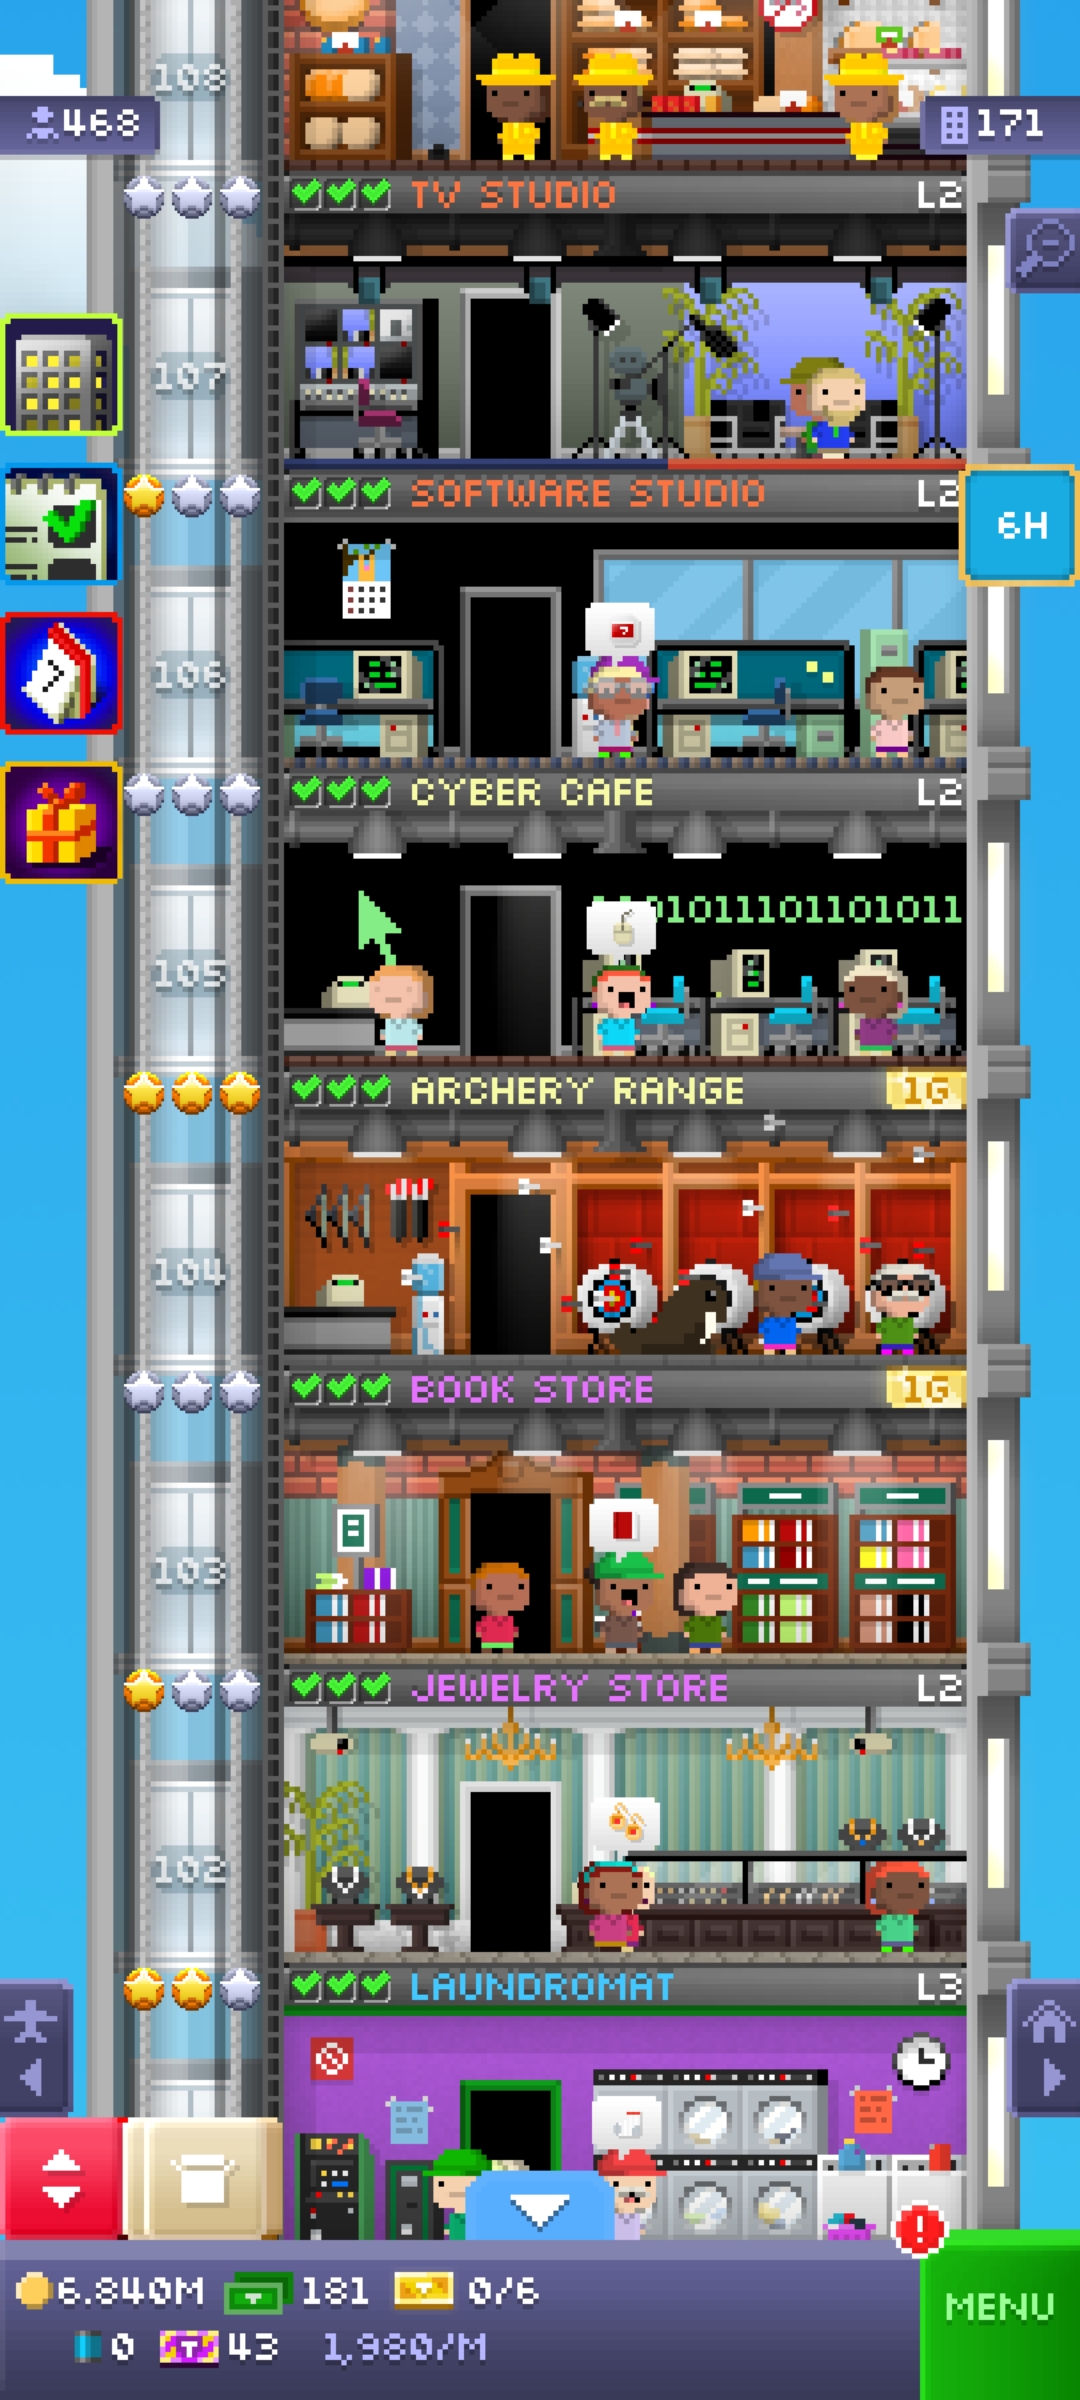 108
468
171
TV STUDIO L2
107
SOFTWARE STUDIO L2
6H
106
7
CYBER CAFE L2
01011101101011
105
ARCHERY RANGE 1G
104
BOOK STORE 1G
103
JEWELRY STORE L2
102
LAUNDROMAT L3
!
6.840M 181 0/6
MENU
0 T 43 1,980/M